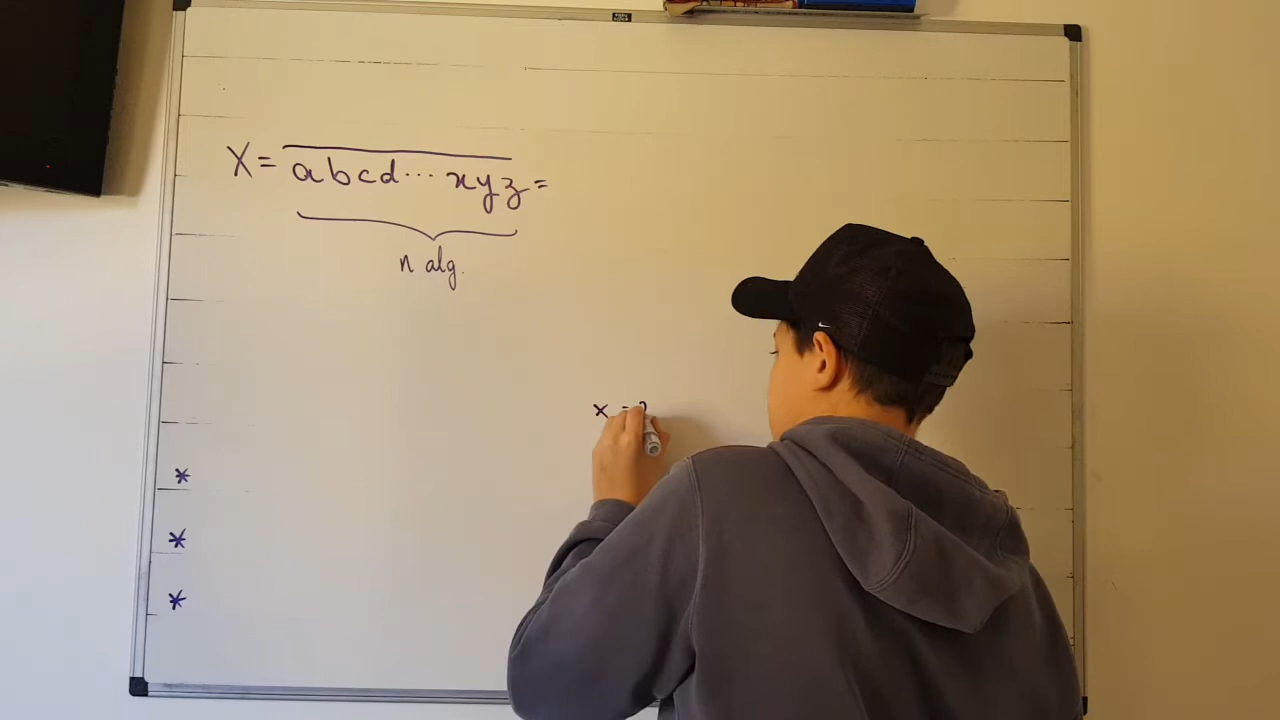 X = abcd... xyz =
n alg.
x =
*
*
*